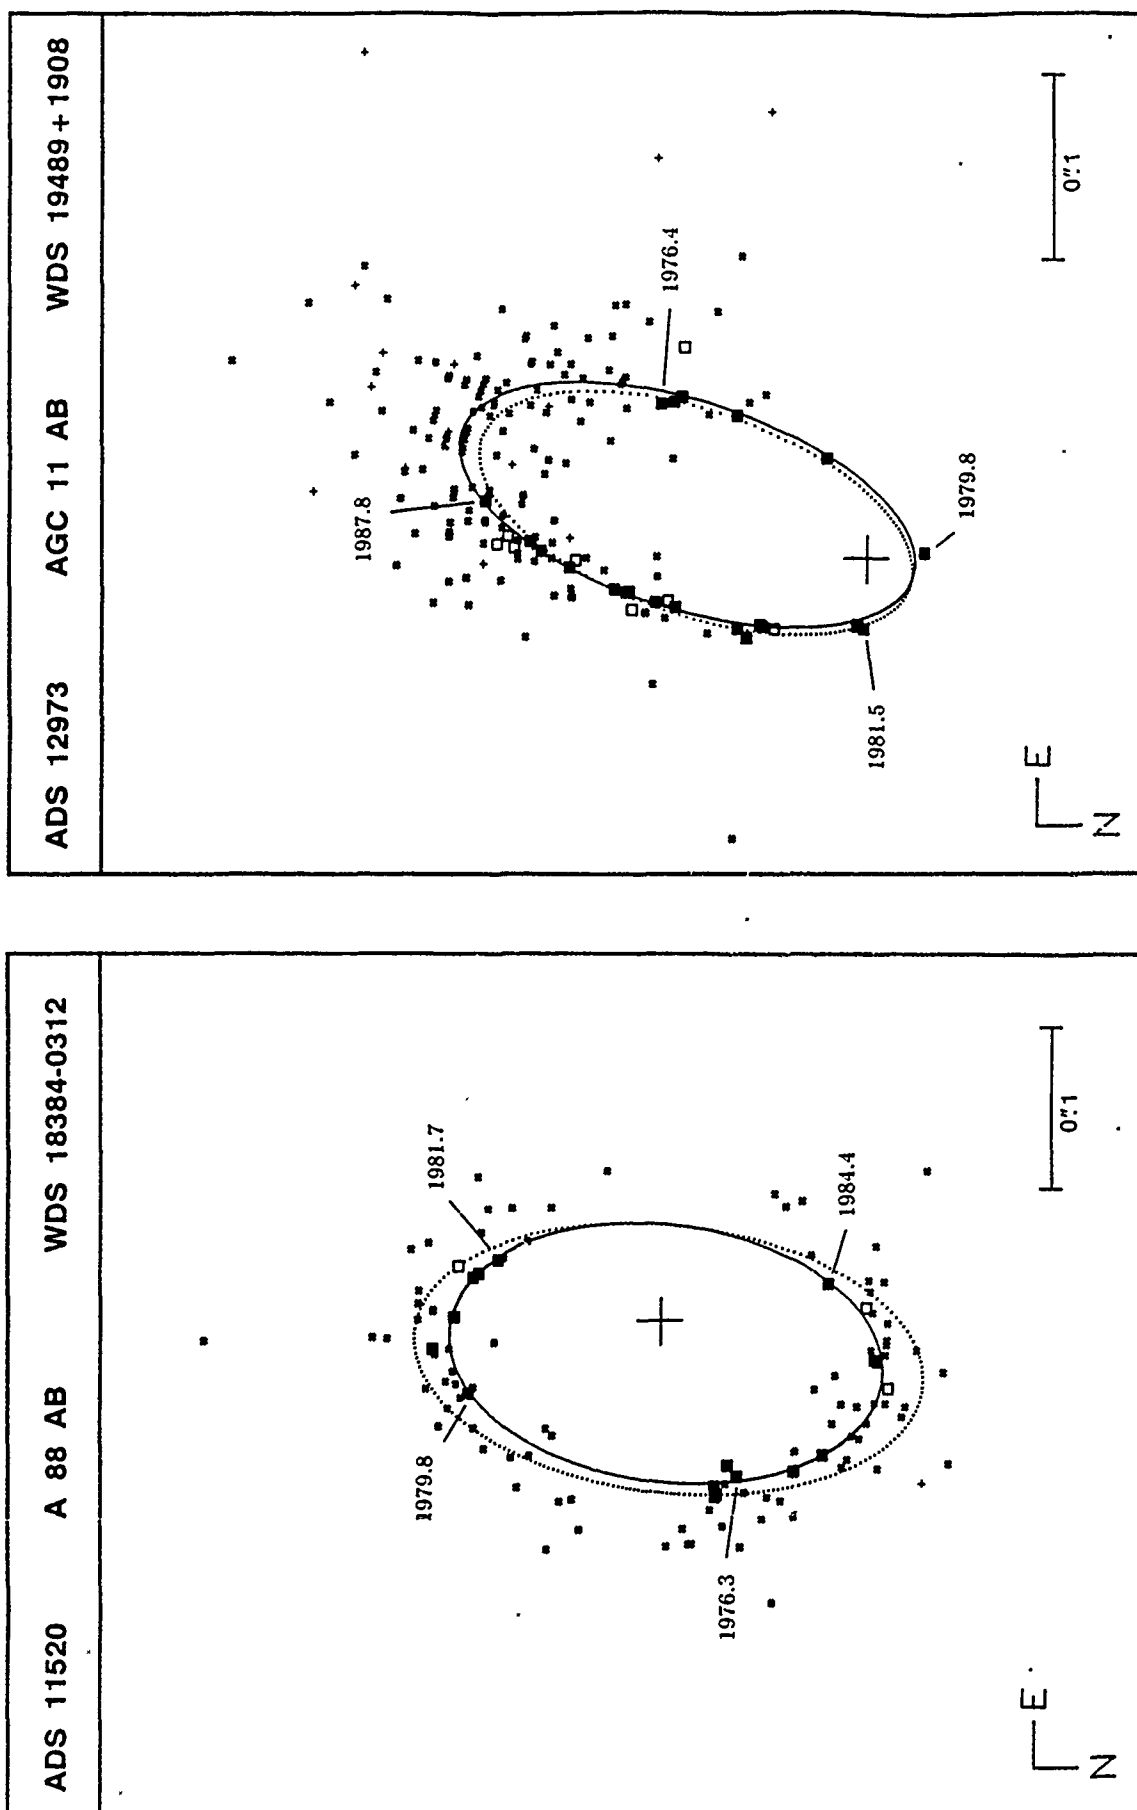 ADS 11520 A 88 AB WDS 18384-0312
1981.7
1979.8
1984.4
1976.3
0".1
E
N
ADS 12973 AGC 11 AB WDS 19489+1908
1987.8
1976.4
1979.8
1981.5
0".1
E
N